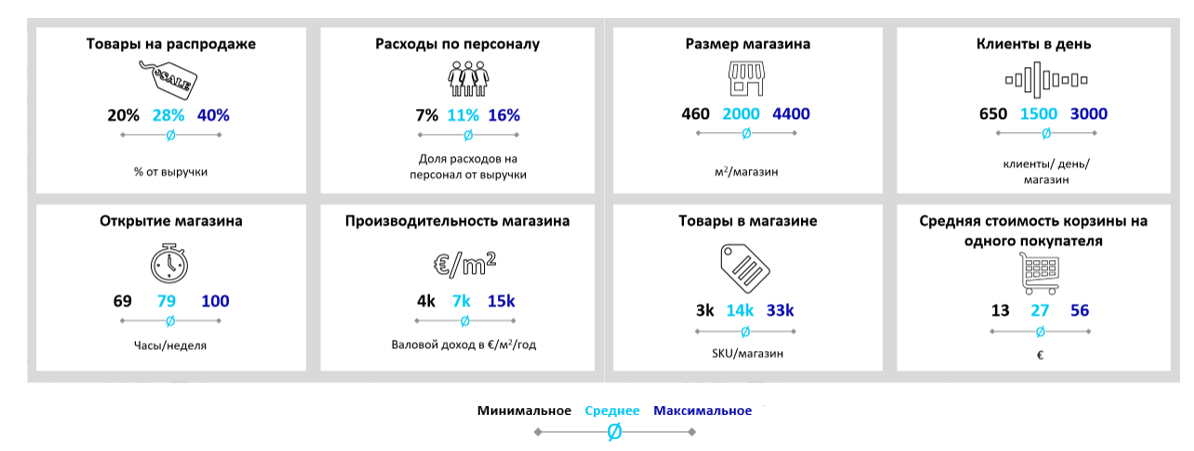 Товары на распродаже
SALE
20% 28% 40%
Ø
% от выручки
Расходы по персоналу
7% 11% 16%
Ø
Доля расходов на
персонал от выручки
Размер магазина
460 2000 4400
Ø
м²/магазин
Клиенты в день
650 1500 3000
Ø
клиенты/ день/
магазин
Открытие магазина
69 79 100
Ø
Часы/неделя
Производительность магазина
€/m²
4k 7k 15k
Ø
Валовой доход в €/м²/год
Товары в магазине
3k 14k 33k
Ø
SKU/магазин
Средняя стоимость корзины на
одного покупателя
13 27 56
Ø
€
Минимальное Среднее Максимальное
Ø